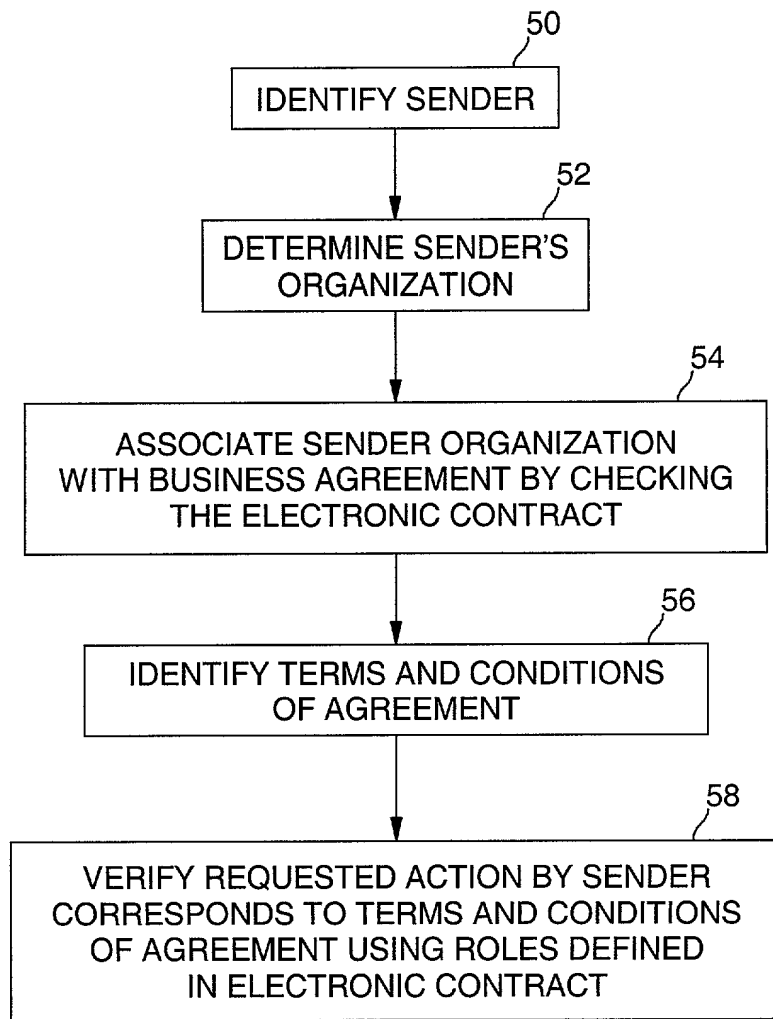 50
IDENTIFY SENDER
52
DETERMINE SENDER'S
ORGANIZATION
54
ASSOCIATE SENDER ORGANIZATION
WITH BUSINESS AGREEMENT BY CHECKING
THE ELECTRONIC CONTRACT
56
IDENTIFY TERMS AND CONDITIONS
OF AGREEMENT
58
VERIFY REQUESTED ACTION BY SENDER
CORRESPONDS TO TERMS AND CONDITIONS
OF AGREEMENT USING ROLES DEFINED
IN ELECTRONIC CONTRACT